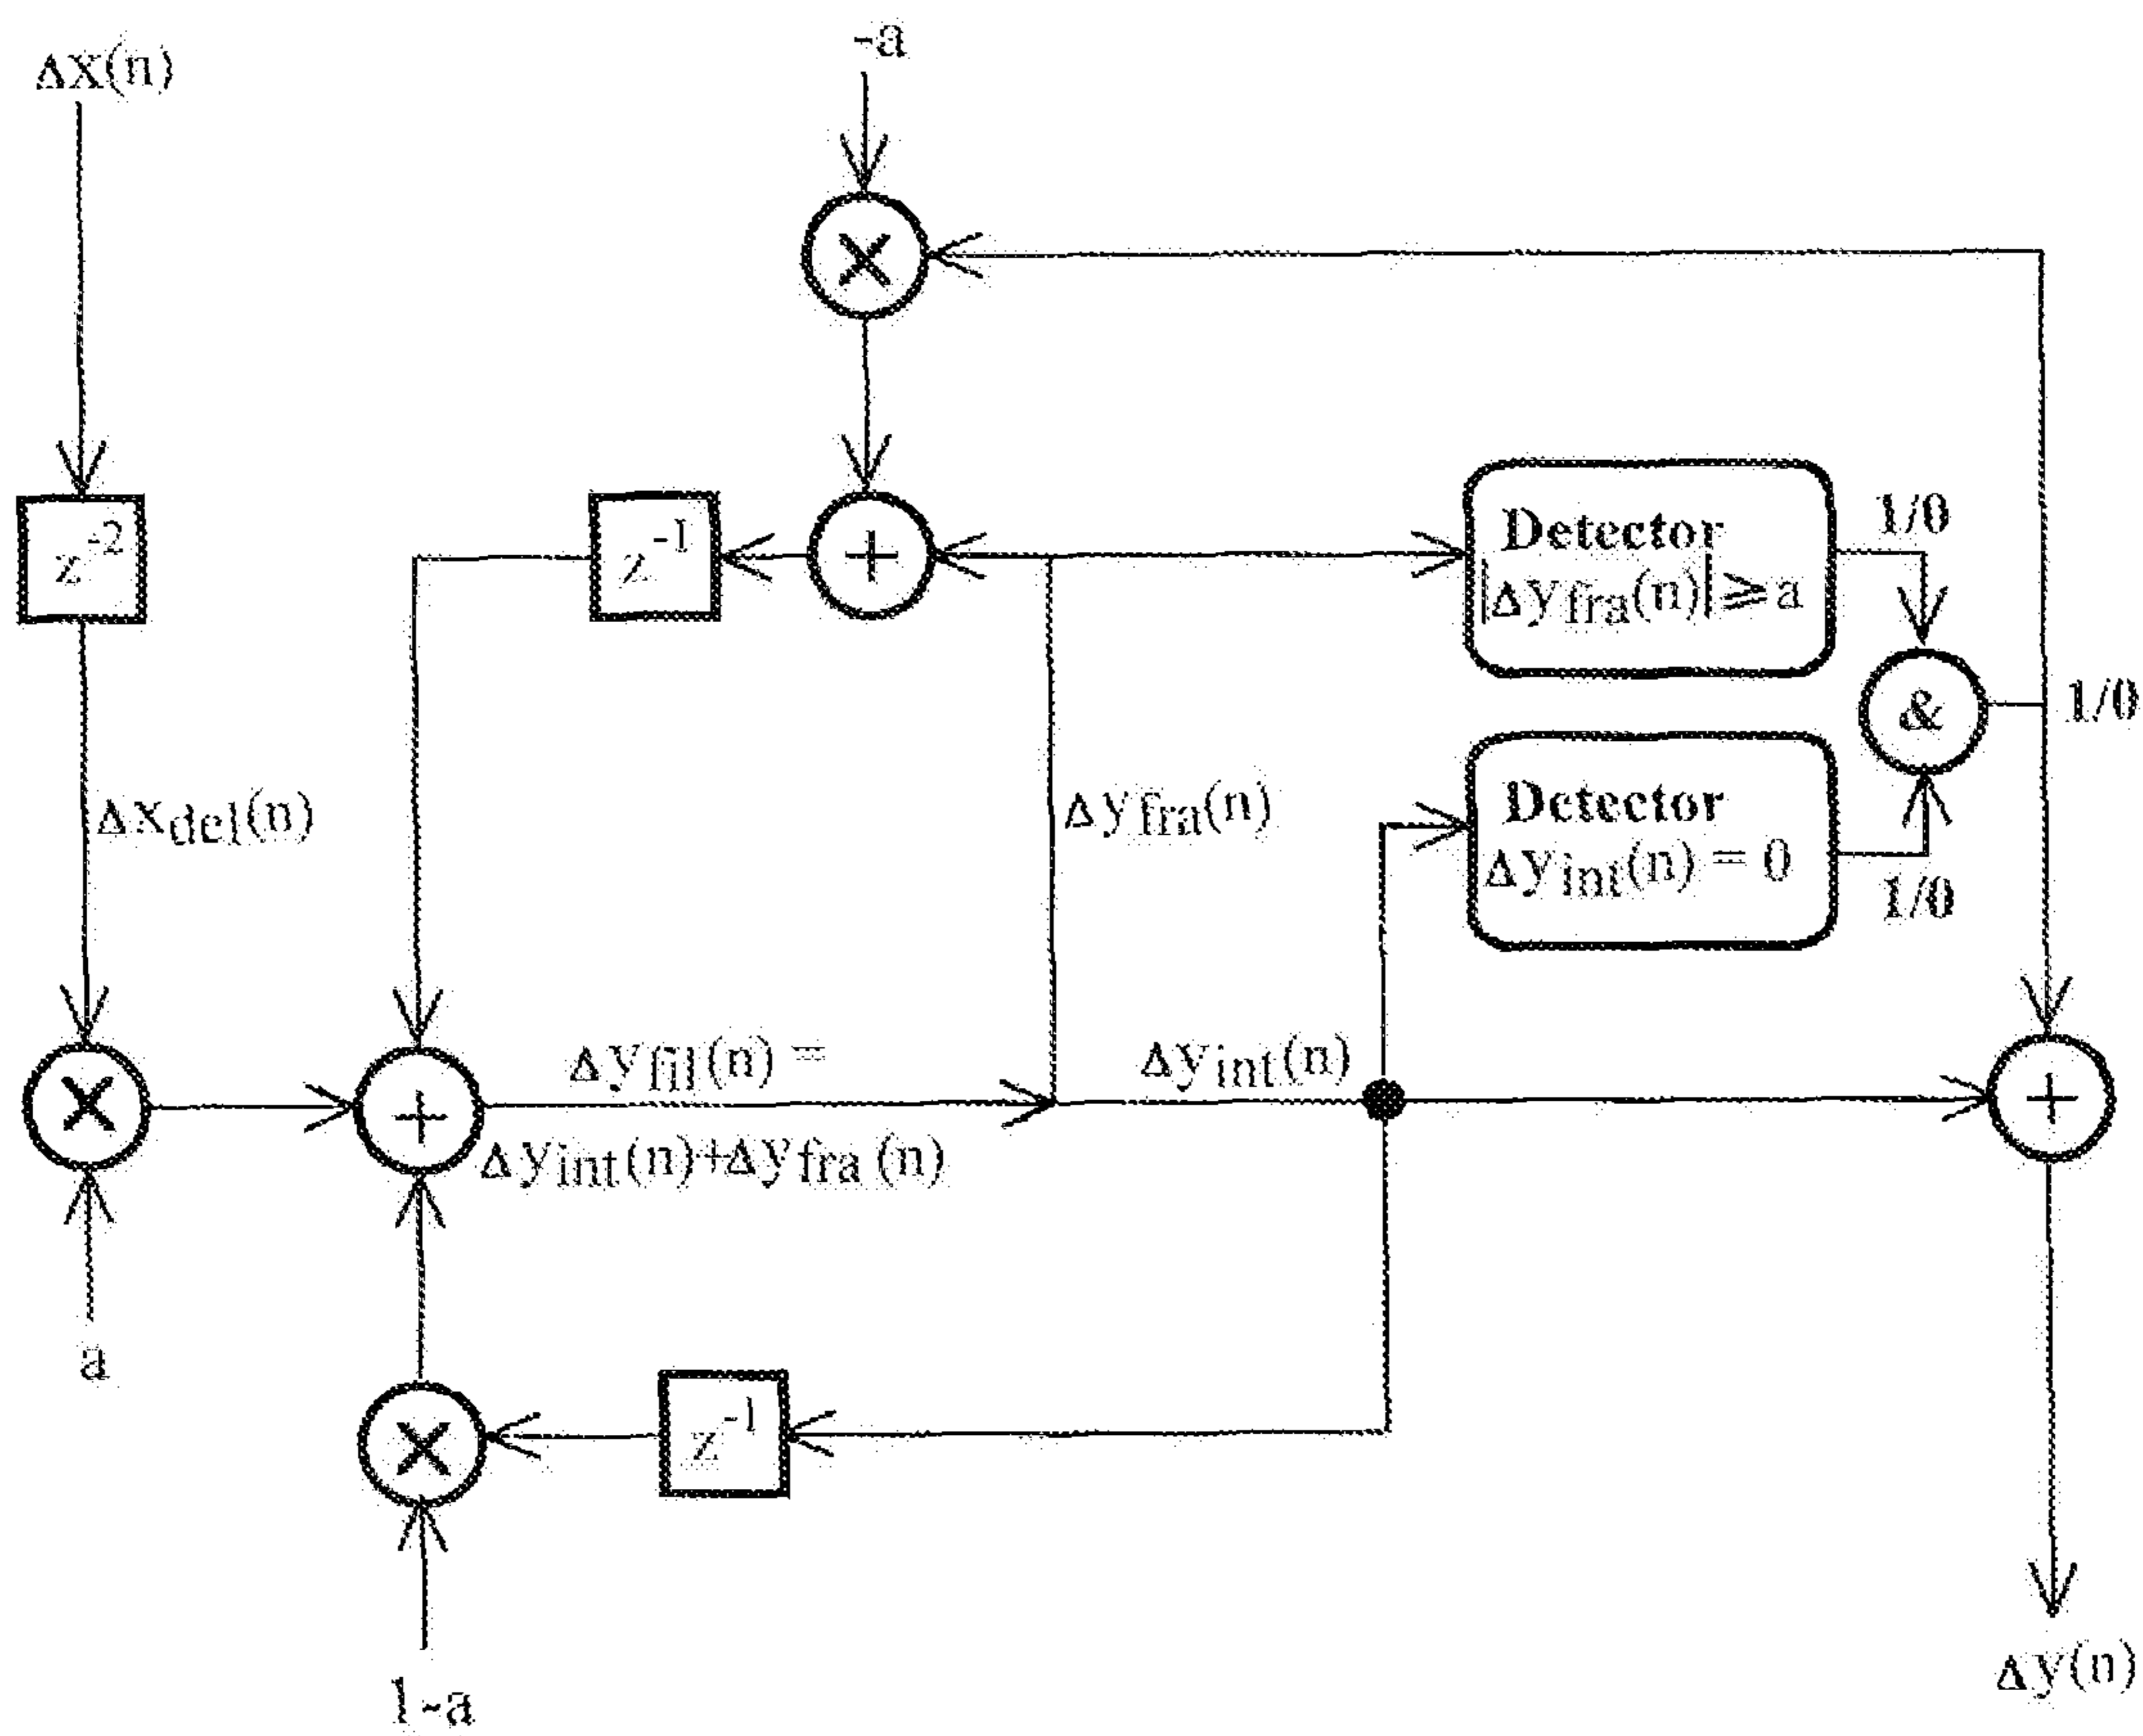 Δx(n)
-a
z⁻²
z⁻¹
Detector
|Δy_fra(n)|⩾a
1/0
&
1/0
Δx_del(n)
Δy_fra(n)
Detector
Δy_int(n) = 0
1/0
Δy_fil(n) =
Δy_int(n)+Δy_fra(n)
Δy_int(n)
a
z⁻¹
1-a
Δy(n)